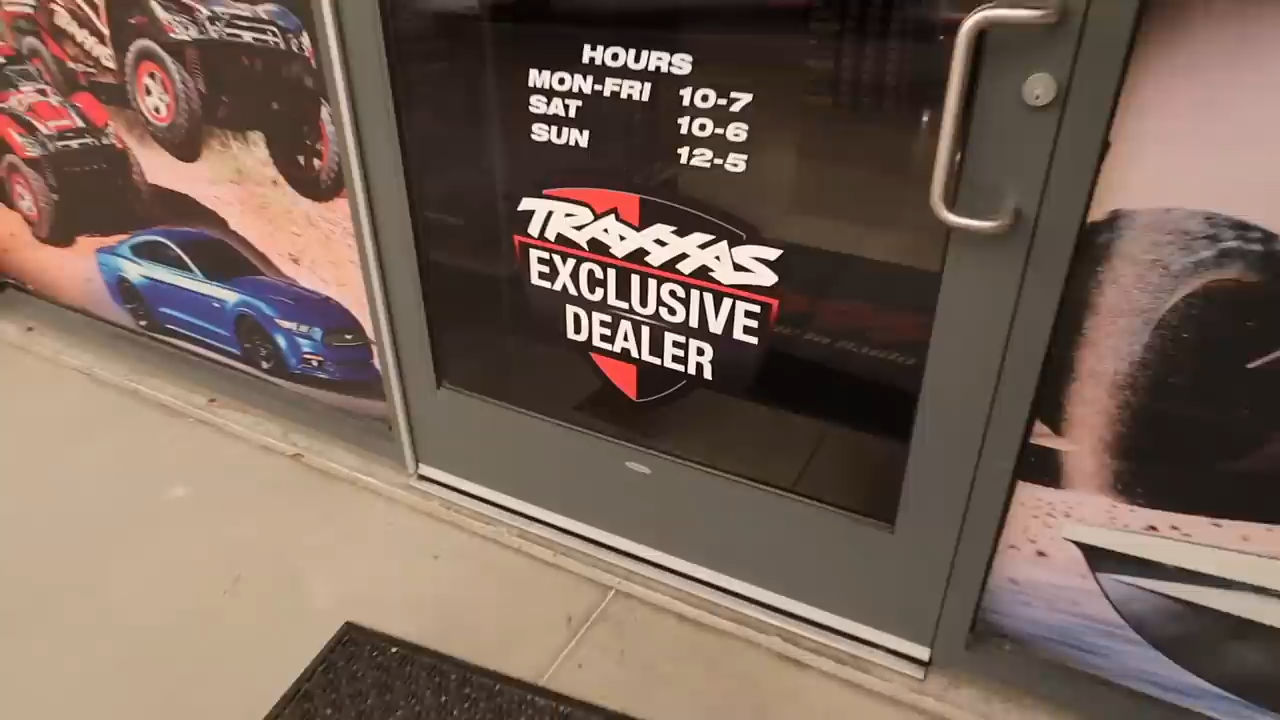 HOURS
MON-FRI 10-7
SAT 10-6
SUN 12-5
TRAXXAS
EXCLUSIVE
DEALER